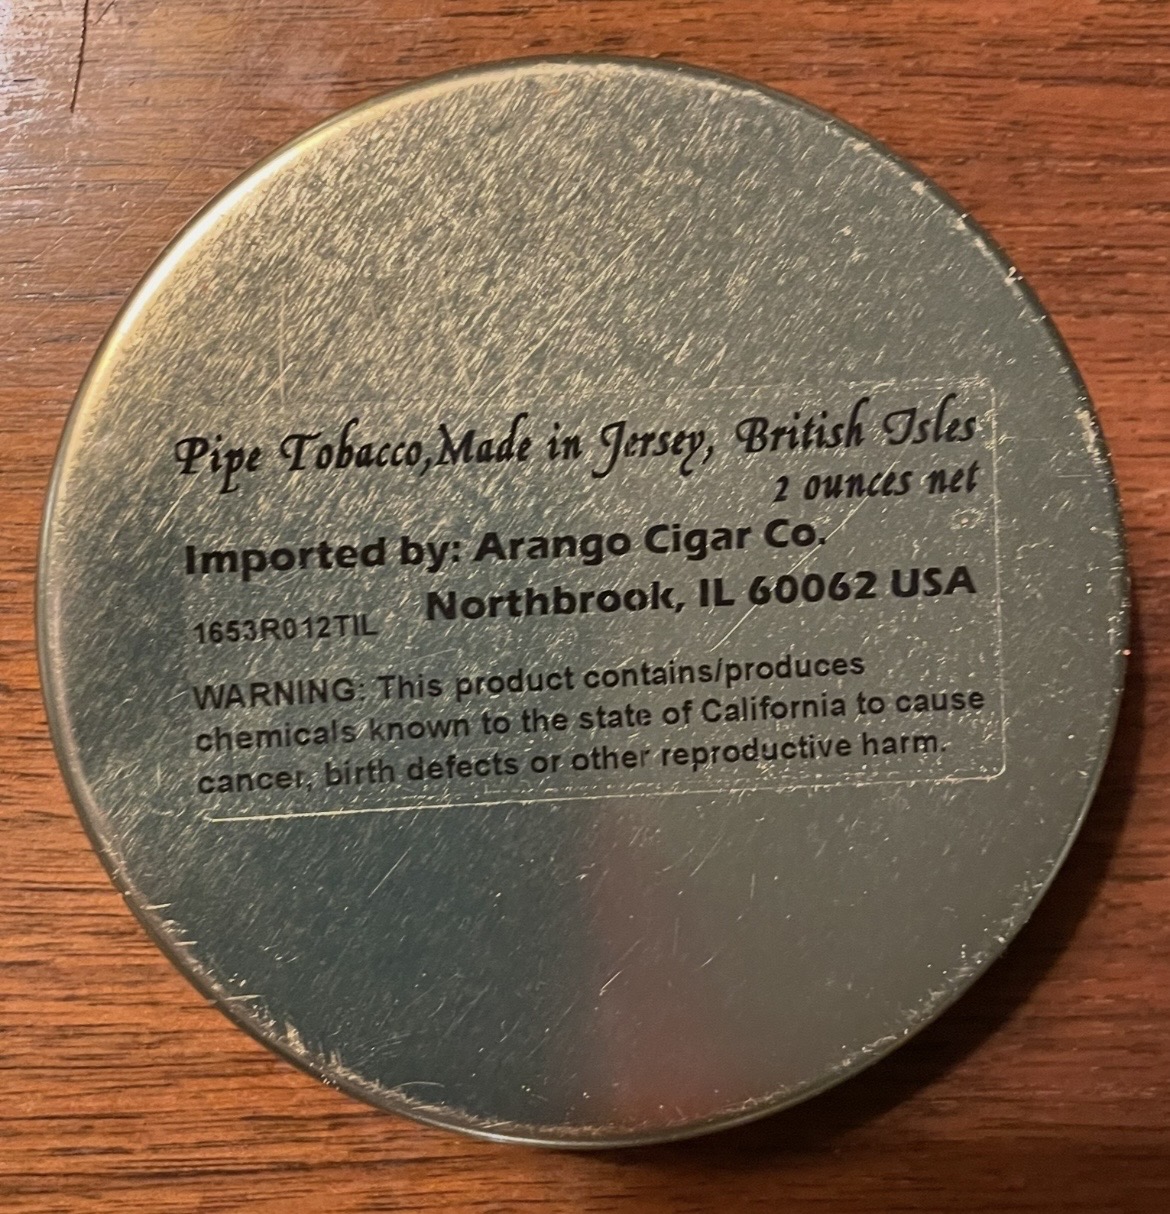 Pipe Tobacco,Made in Jersey, British Isles
2 ounces net
Imported by: Arango Cigar Co.
Northbrook, IL 60062 USA
1653R012TIL
WARNING: This product contains/produces
chemicals known to the state of California to cause
cancer, birth defects or other reproductive harm.